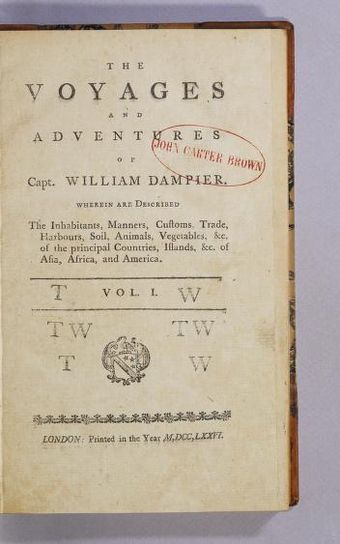 THE
VOYAGES
AND
ADVENTURES
OF
Capt. WILLIAM DAMPIER.
WHEREIN ARE DESCRIBED
The Inhabitants, Manners, Cuſtoms, Trade,
Harbours, Soil, Animals, Vegetables, &c.
of the principal Countries, Iſlands, &c. of
Aſia, Africa, and America.
T VOL. I. W
TW TW
T W
LONDON: Printed in the Year M,DCC,LXXVI.
JOHN CARTER BROWN